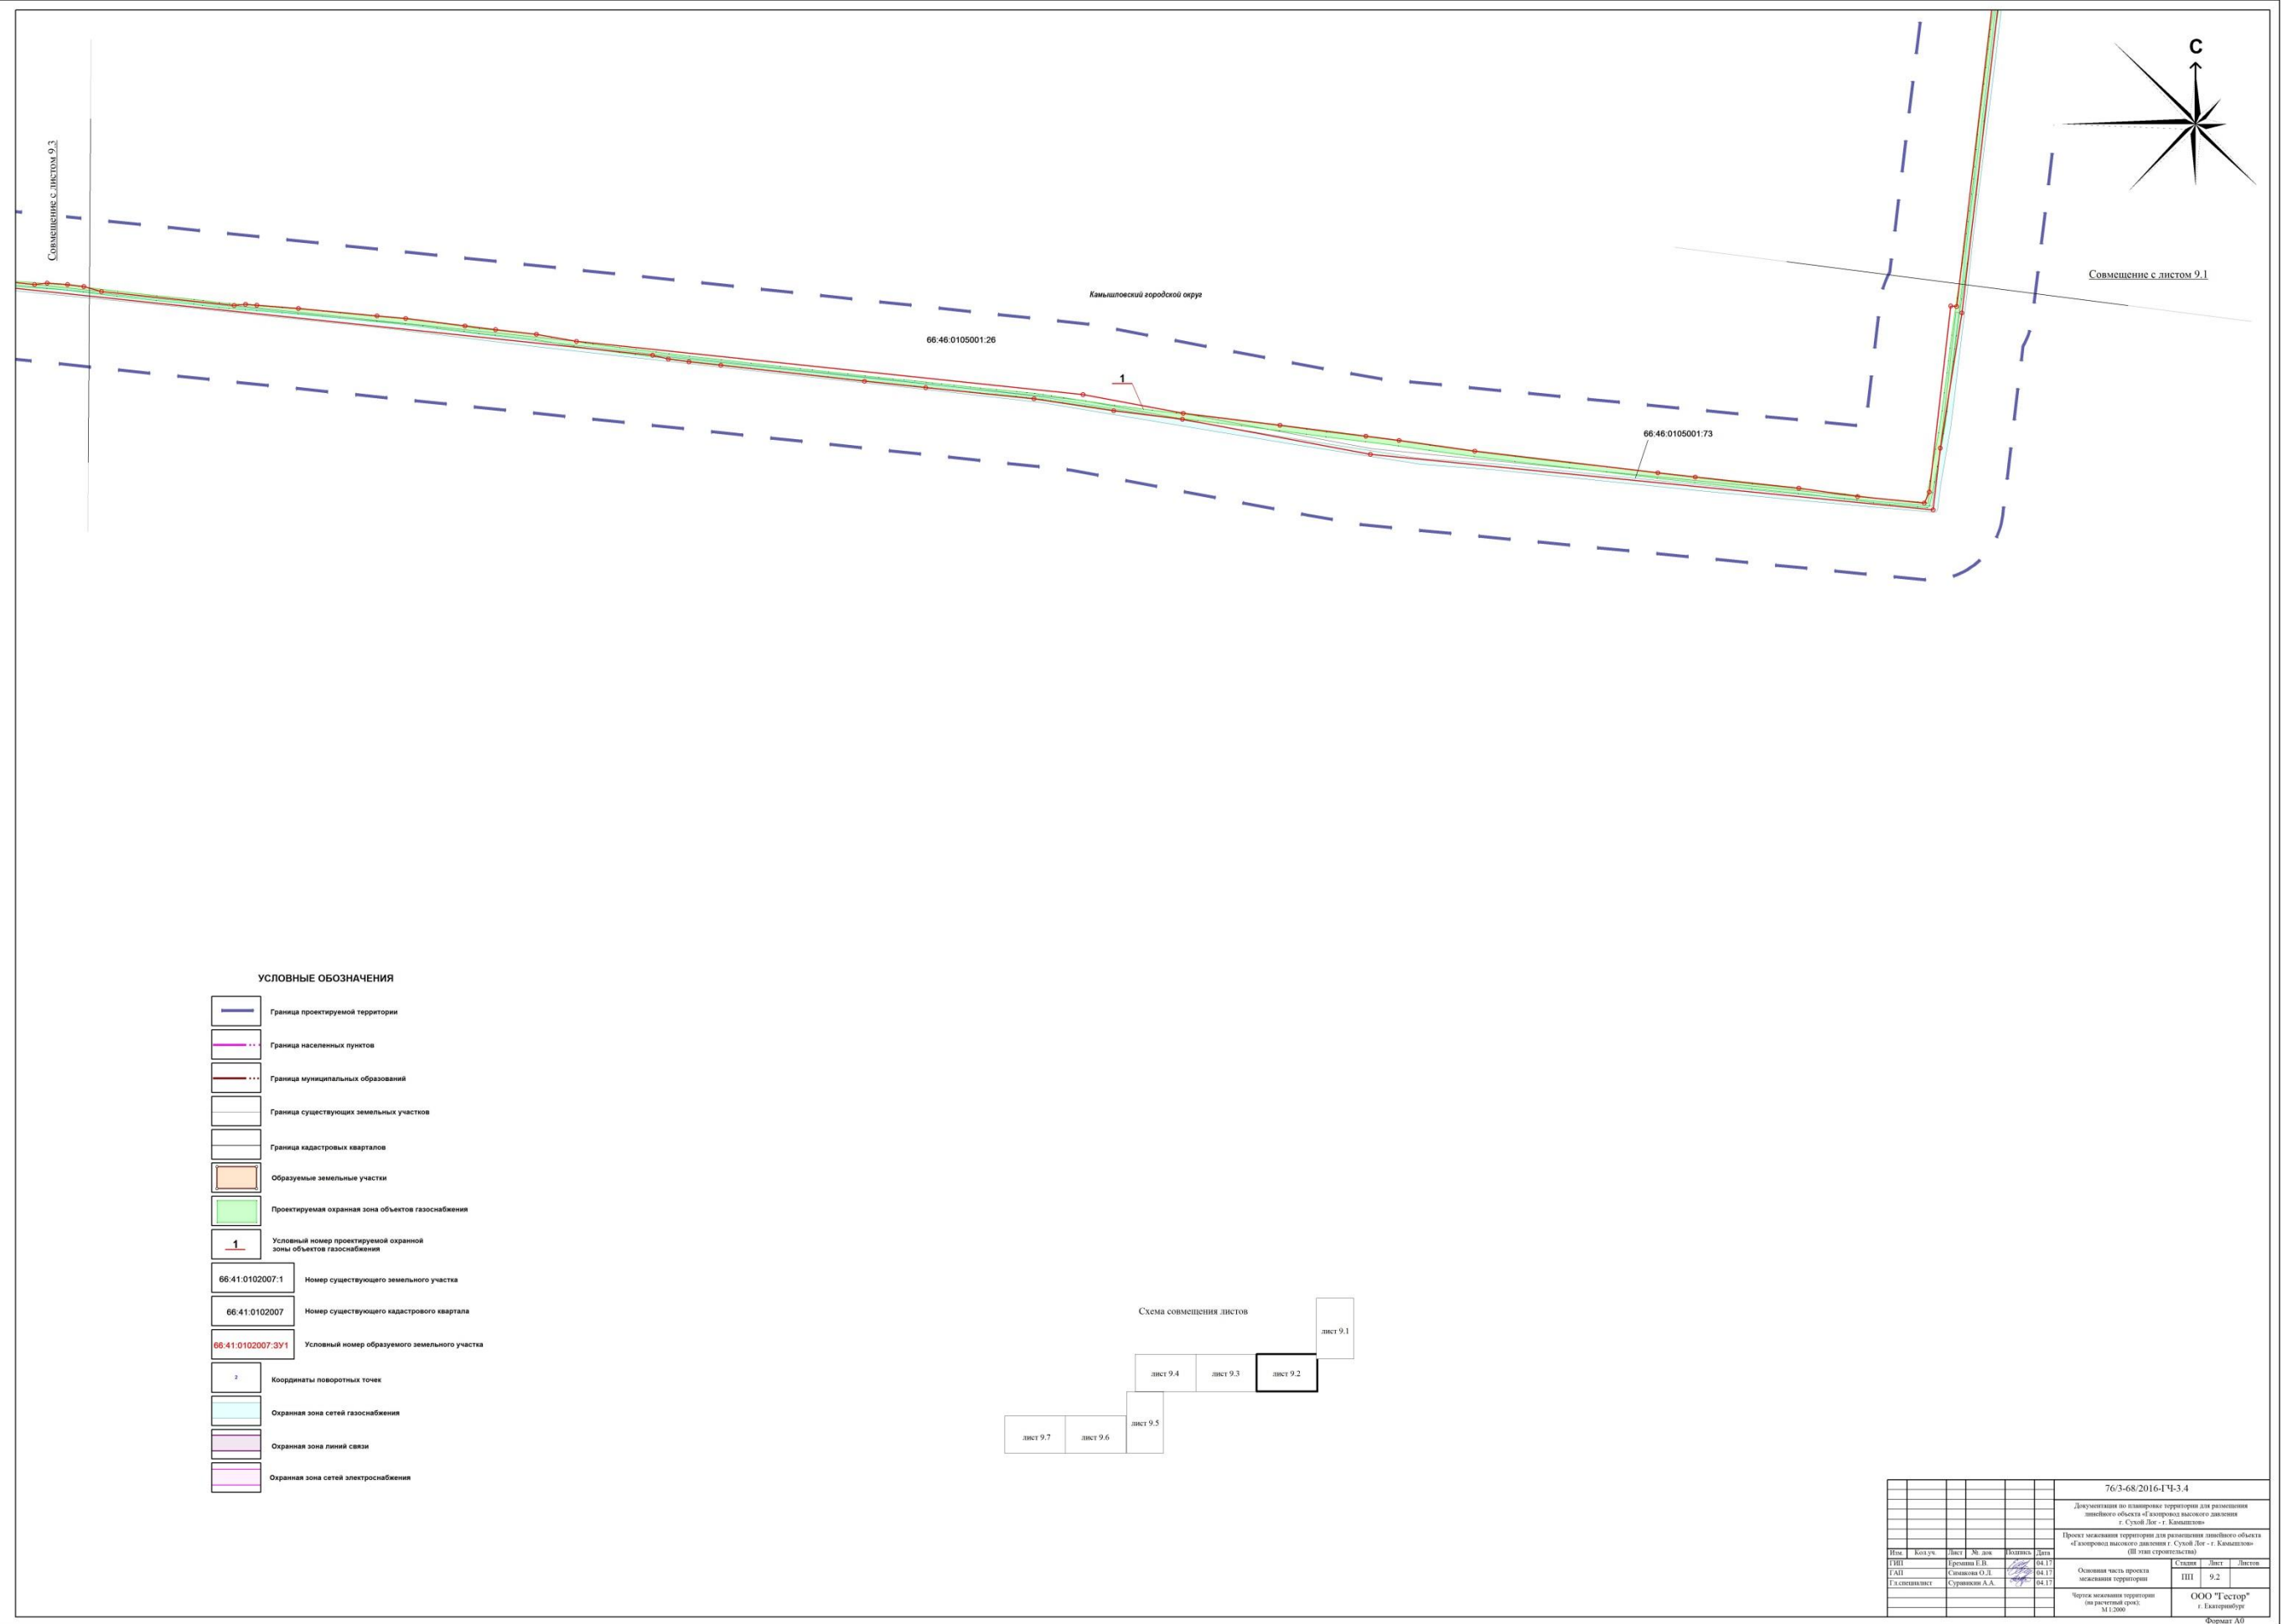 С
Совмещение с листом 9.3
Совмещение с листом 9.1
Камышловский городской округ
66:46:0105001:26
1
66:46:0105001:73
УСЛОВНЫЕ ОБОЗНАЧЕНИЯ
Граница проектируемой территории
Граница населенных пунктов
Граница муниципальных образований
Граница существующих земельных участков
Граница кадастровых кварталов
Образуемые земельные участки
Проектируемая охранная зона объектов газоснабжения
1
Условный номер проектируемой охранной
зоны объектов газоснабжения
66:41:0102007:1 Номер существующего земельного участка
66:41:0102007 Номер существующего кадастрового квартала
66:41:0102007:ЗУ1 Условный номер образуемого земельного участка
2 Координаты поворотных точек
Охранная зона сетей газоснабжения
Охранная зона линий связи
Охранная зона сетей электроснабжения
Схема совмещения листов
лист 9.1
лист 9.4 лист 9.3 лист 9.2
лист 9.5
лист 9.7 лист 9.6
76/3-68/2016-ГЧ-3.4
Документация по планировке территории для размещения
линейного объекта «Газопровод высокого давления
г. Сухой Лог - г. Камышлов»
Проект межевания территории для размещения линейного объекта
«Газопровод высокого давления г. Сухой Лог - г. Камышлов»
(III этап строительства)
Изм. Кол.уч. Лист № док Подпись Дата
ГИП Еремина Е.В. 04.17
ГАП Симакова О.Л. 04.17
Гл.специалист А.А. 04.17
Основная часть проекта
межевания территории
Стадия Лист Листов
ПП 9.2
Чертеж межевания территории
(на расчетный срок);
М 1:2000
ООО "Гестор"
г. Екатеринбург
Формат А0